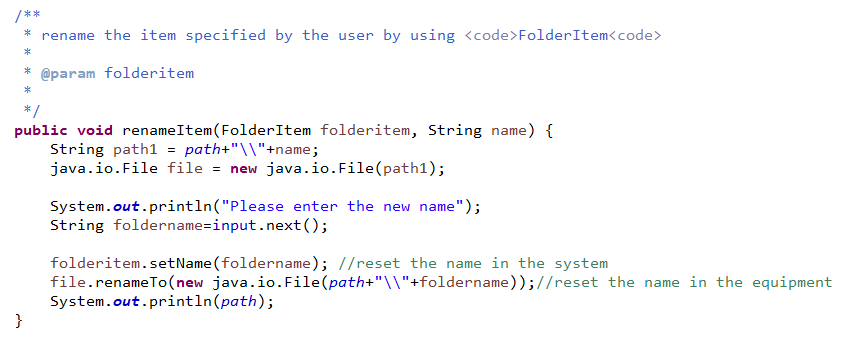 /**
 * rename the item specified by the user by using <code>FolderItem<code>
 *
 * @param folderitem
 *
 */
public void renameItem(FolderItem folderitem, String name) {
    String path1 = path+"\\"+name;
    java.io.File file = new java.io.File(path1);

    System.out.println("Please enter the new name");
    String foldername=input.next();

    folderitem.setName(foldername); //reset the name in the system
    file.renameTo(new java.io.File(path+"\\"+foldername));//reset the name in the equipment
    System.out.println(path);
}